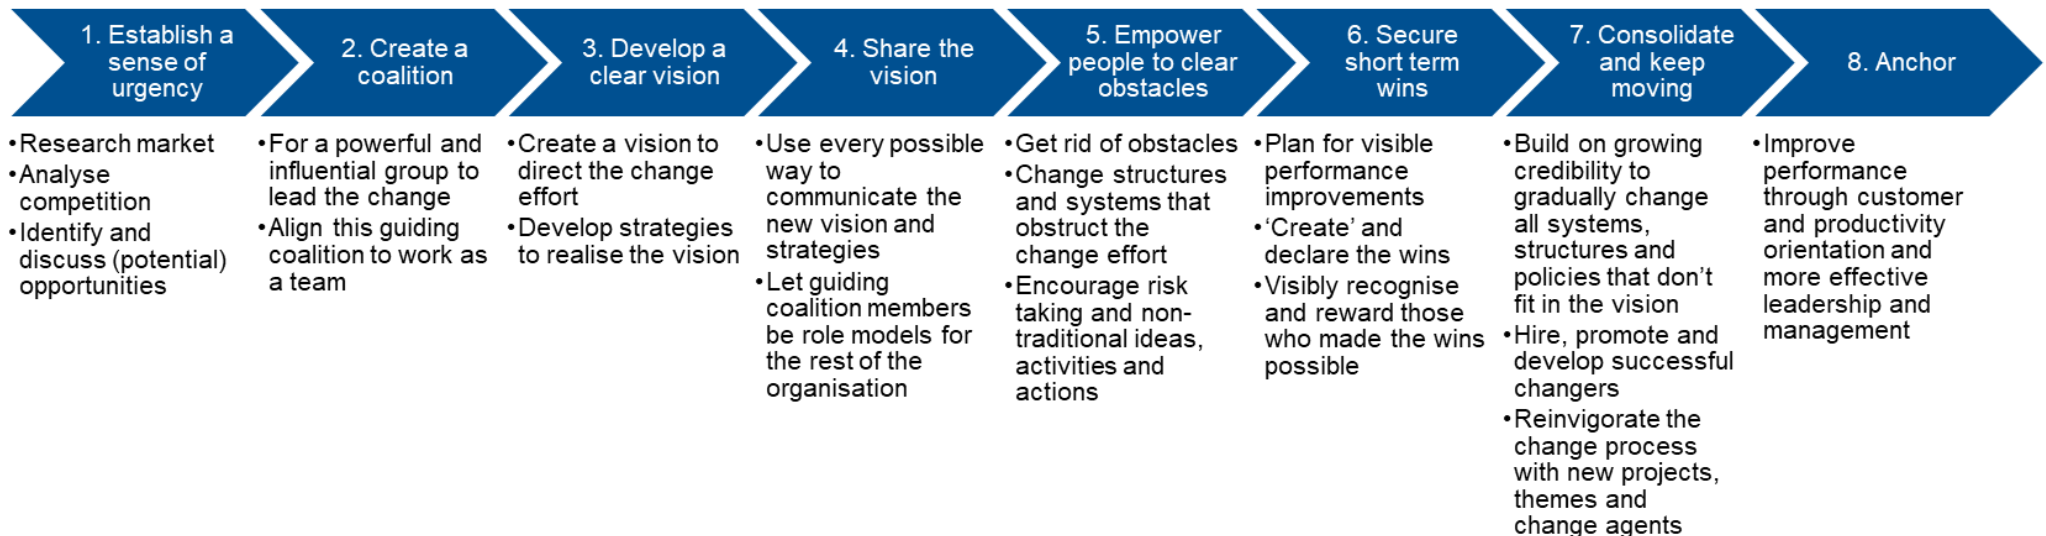 1. Establish a
sense of
urgency
2. Create a
coalition
3. Develop a
clear vision
4. Share the
vision
5. Empower
people to clear
obstacles
6. Secure
short term
wins
7. Consolidate
and keep
moving
8. Anchor
•Research market
•Analyse
competition
•Identify and
discuss (potential)
opportunities
•For a powerful and
influential group to
lead the change
•Align this guiding
coalition to work as
a team
•Create a vision to
direct the change
effort
•Develop strategies
to realise the vision
•Use every possible
way to
communicate the
new vision and
strategies
•Let guiding
coalition members
be role models for
the rest of the
organisation
•Get rid of obstacles
•Change structures
and systems that
obstruct the
change effort
•Encourage risk
taking and non-
traditional ideas,
activities and
actions
•Plan for visible
performance
improvements
•‘Create’ and
declare the wins
•Visibly recognise
and reward those
who made the wins
possible
•Build on growing
credibility to
gradually change
all systems,
structures and
policies that don’t
fit in the vision
•Hire, promote and
develop successful
changers
•Reinvigorate the
change process
with new projects,
themes and
change agents
•Improve
performance
through customer
and productivity
orientation and
more effective
leadership and
management